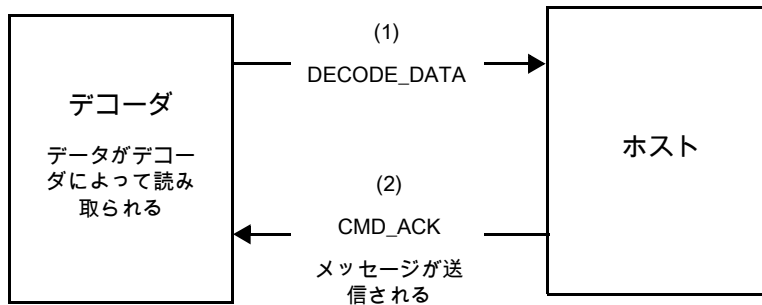 デコーダ
データがデコー
ダによって読み
取られる
(1)
DECODE_DATA
(2)
CMD_ACK
メッセージが送
信される
ホスト